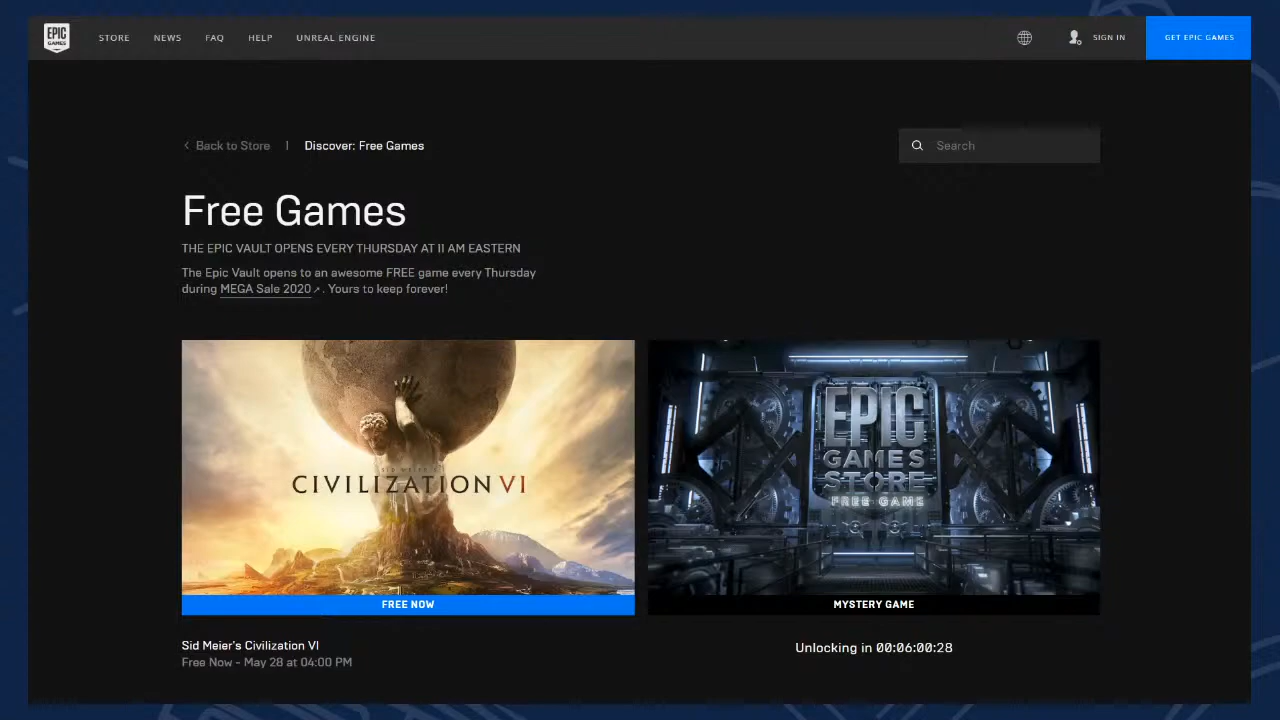 EPIC
GAMES
STORE
NEWS
FAQ
HELP
UNREAL ENGINE
SIGN IN
GET EPIC GAMES
Back to Store
Discover: Free Games
Search
Free Games
THE EPIC VAULT OPENS EVERY THURSDAY AT 11 AM EASTERN
The Epic Vault opens to an awesome FREE game every Thursday
during MEGA Sale 2020 . Yours to keep forever!
sid meier's
CIVILIZATION VI
FREE NOW
Sid Meier's Civilization VI
Free Now - May 28 at 04:00 PM
EPIC
GAMES
STORE
FREE GAME
MYSTERY GAME
Unlocking in 00:06:00:28